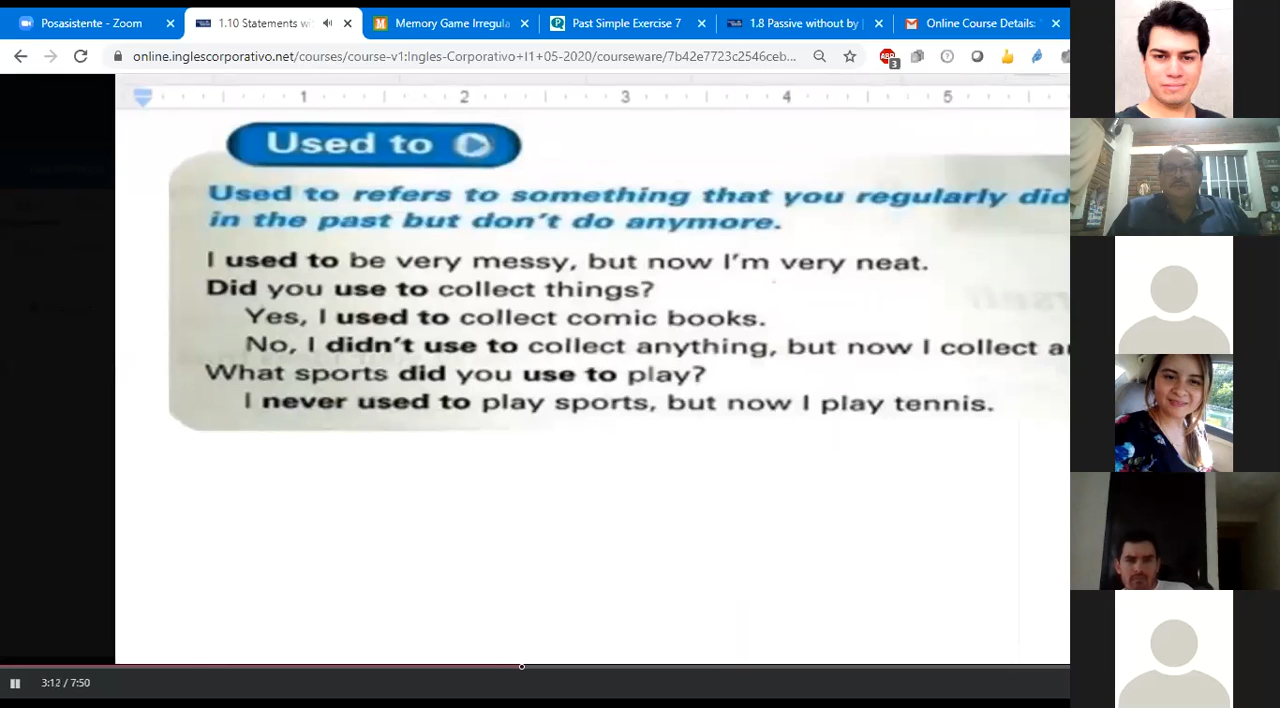 Posasistente - Zoom
1.10 Statements wit
Memory Game Irregula
Past Simple Exercise 7
1.8 Passive without by
Online Course Details:
online.inglescorporativo.net/courses/course-v1:Ingles-Corporativo+I1+05-2020/courseware/7b42e7723c2546ceb...
3
1 2 3 4 5
Used to
Used to refers to something that you regularly did
in the past but don't do anymore.
I used to be very messy, but now I'm very neat.
Did you use to collect things?
Yes, I used to collect comic books.
No, I didn't use to collect anything, but now I collect
What sports did you use to play?
I never used to play sports, but now I play tennis.
3:12 / 7:50